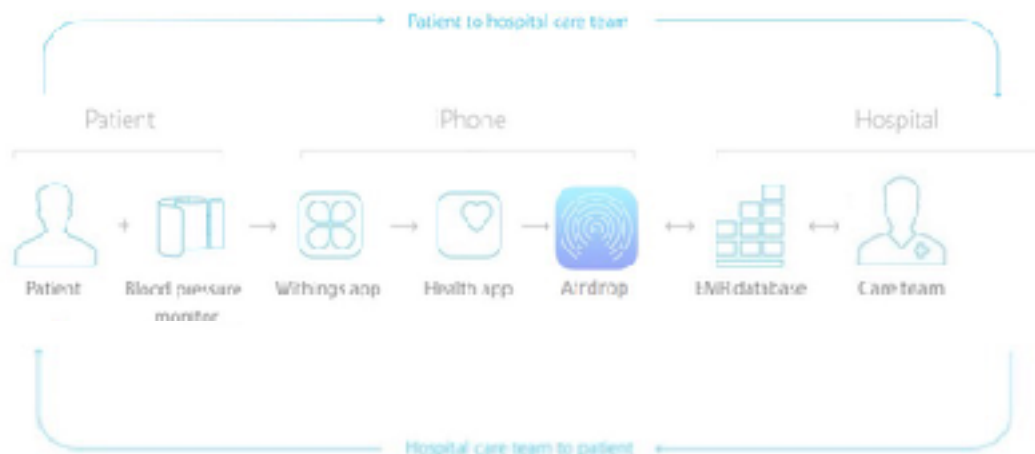 Patient to hospital care team
Patient
iPhone
Hospital
+
Patient
Blood pressure
monitor
Withings app
Health app
Airdrop
EMR database
Care team
Hospital care team to patient